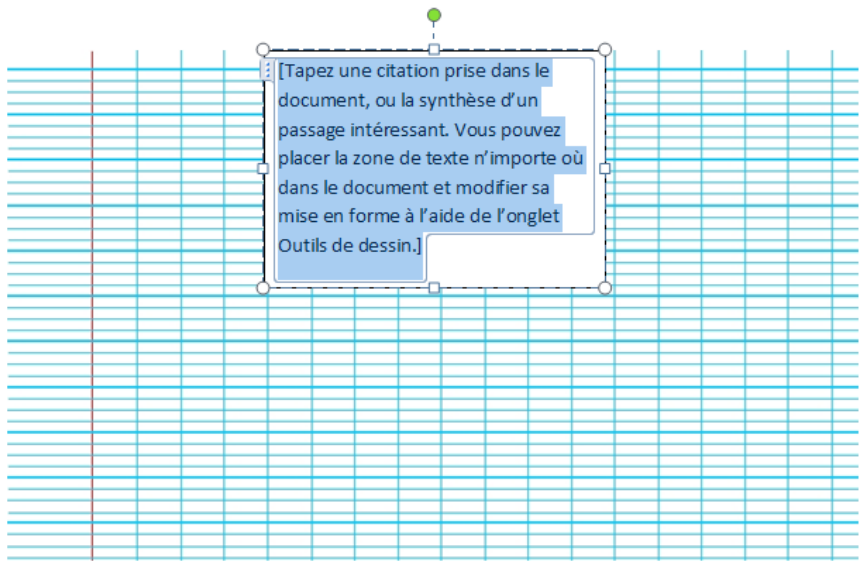 [Tapez une citation prise dans le
document, ou la synthèse d’un
passage intéressant. Vous pouvez
placer la zone de texte n’importe où
dans le document et modifier sa
mise en forme à l’aide de l’onglet
Outils de dessin.]